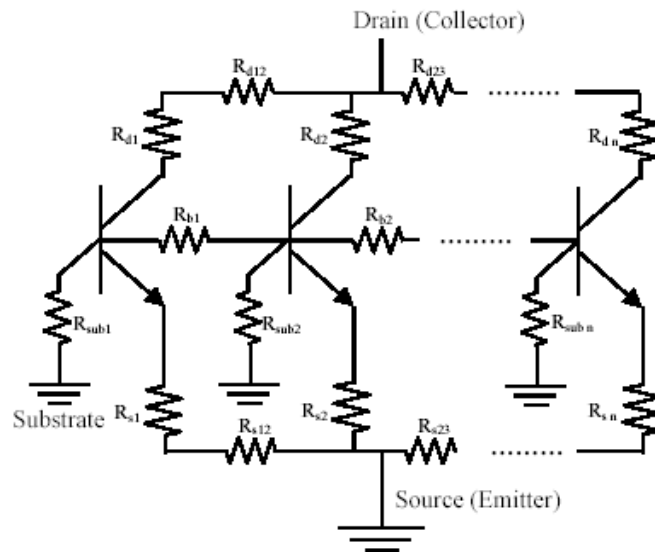 Drain (Collector)
Rd12
Rd23
Rd1
Rd2
Rd n
Rb1
Rb2
Rsub1
Rsub2
Rsub n
Substrate
Rs1
Rs2
Rs n
Rs12
Rs23
Source (Emitter)